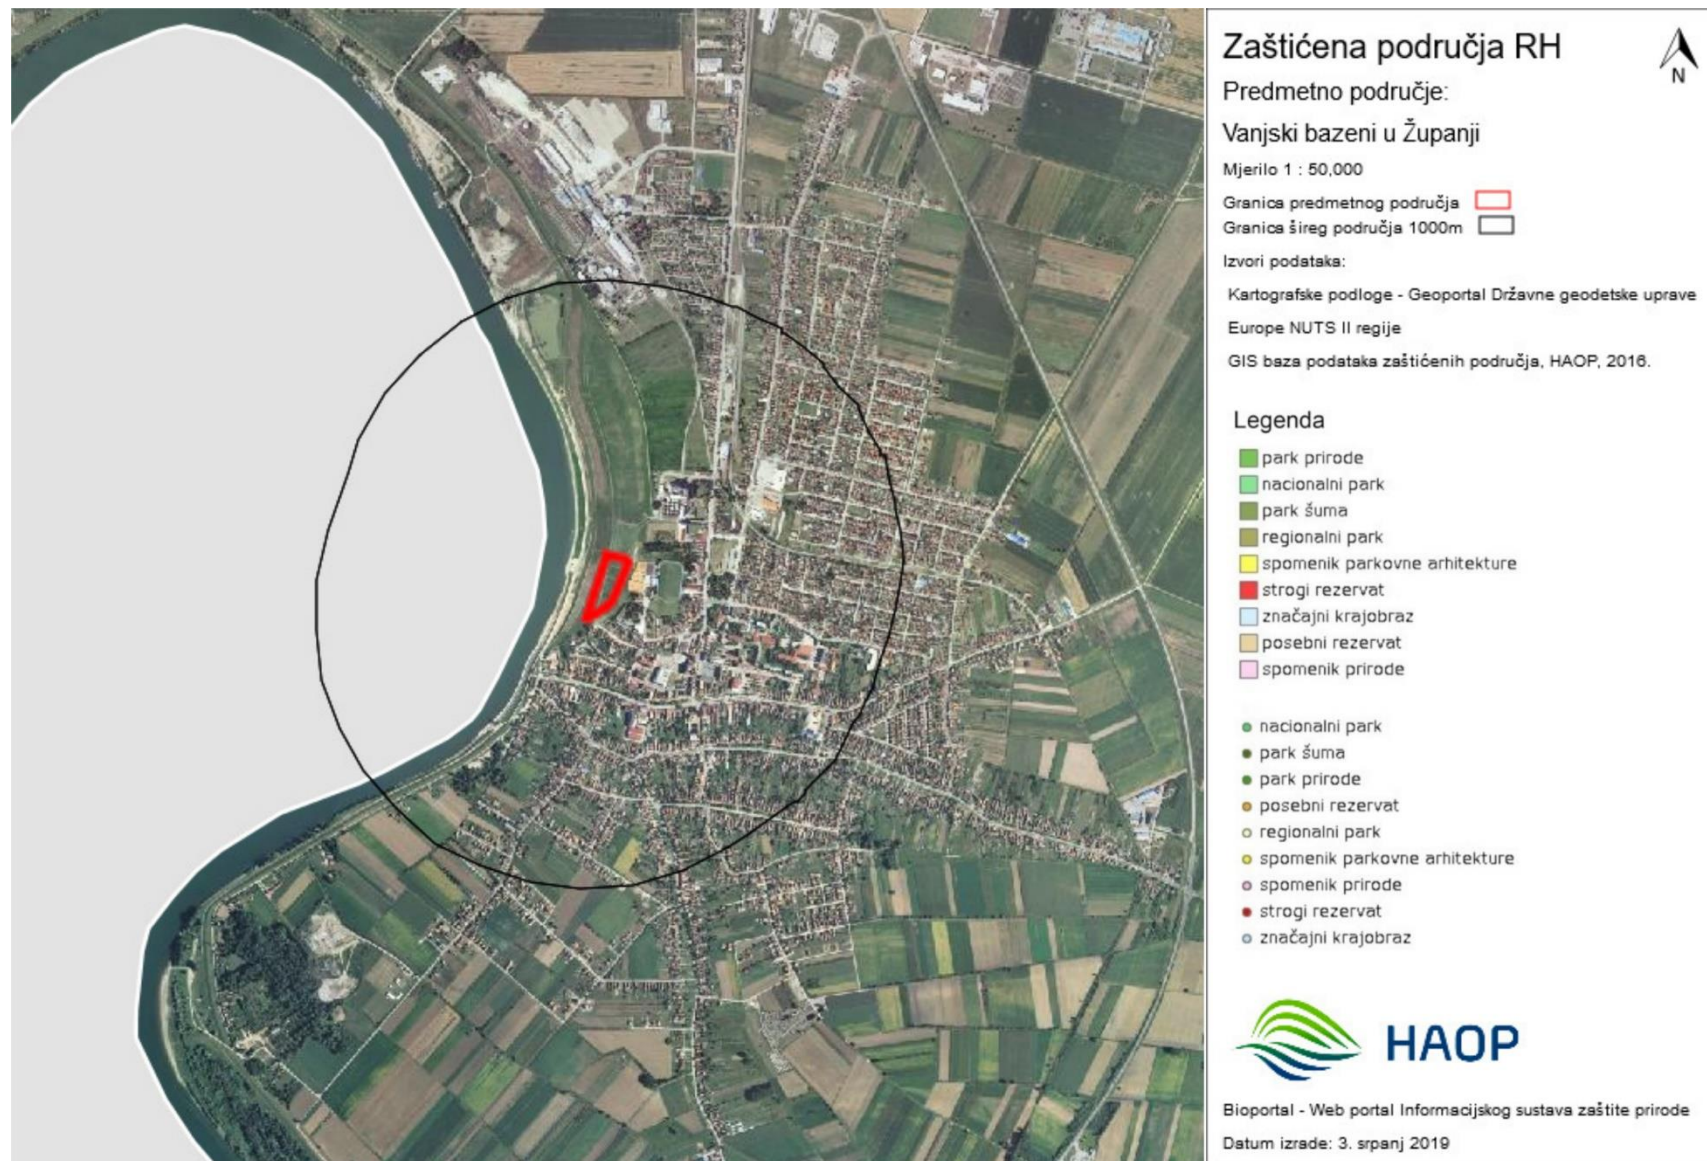 Zaštićena područja RH
N
Predmetno područje:
Vanjski bazeni u Županji
Mjerilo 1 : 50,000
Granica predmetnog područja
Granica šireg područja 1000m
Izvori podataka:
Kartografske podloge - Geoportal Državne geodetske uprave
Europe NUTS II regije
GIS baza podataka zaštićenih područja, HAOP, 2016.
Legenda
park prirode
nacionalni park
park šuma
regionalni park
spomenik parkovne arhitekture
strogi rezervat
značajni krajobraz
posebni rezervat
spomenik prirode
nacionalni park
park šuma
park prirode
posebni rezervat
regionalni park
spomenik parkovne arhitekture
spomenik prirode
strogi rezervat
značajni krajobraz
HAOP
Bioportal - Web portal Informacijskog sustava zaštite prirode
Datum izrade: 3. srpanj 2019